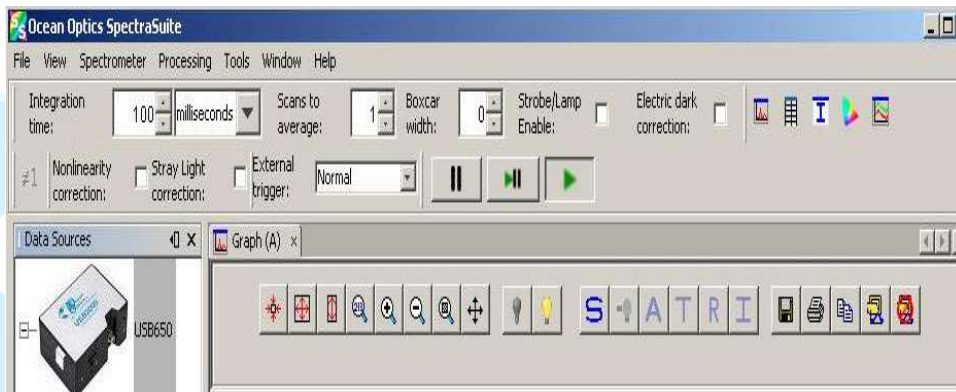 Ocean Optics SpectraSuite
File View Spectrometer Processing Tools Window Help
Integration time: 100 milliseconds Scans to average: 1 Boxcar width: 0 Strobe/Lamp Enable: Electric dark correction:
≠1 Nonlinearity correction: Stray Light correction: External trigger: Normal
Data Sources Graph (A)
USB650
S A T R I